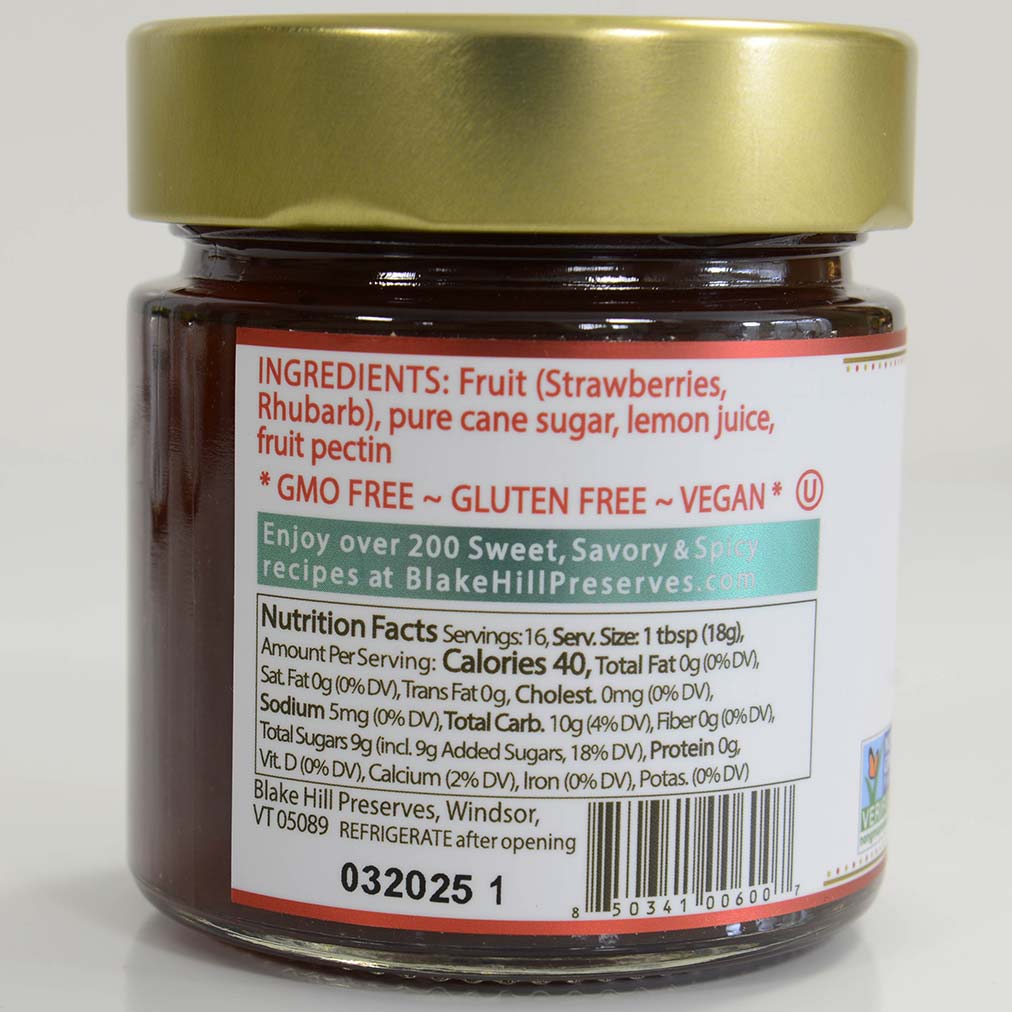 INGREDIENTS: Fruit (Strawberries,
Rhubarb), pure cane sugar, lemon juice,
fruit pectin
* GMO FREE ~ GLUTEN FREE ~ VEGAN * U
Enjoy over 200 Sweet, Savory & Spicy
recipes at BlakeHillPreserves.com
Nutrition Facts Servings: 16, Serv. Size: 1 tbsp (18g),
Amount Per Serving: Calories 40, Total Fat 0g (0% DV),
Sat. Fat 0g (0% DV), Trans Fat 0g, Cholest. 0mg (0% DV),
Sodium 5mg (0% DV), Total Carb. 10g (4% DV), Fiber 0g (0% DV),
Total Sugars 9g (incl. 9g Added Sugars, 18% DV), Protein 0g,
Vit. D (0% DV), Calcium (2% DV), Iron (0% DV), Potas. (0% DV)
Blake Hill Preserves, Windsor,
VT 05089 REFRIGERATE after opening
032025 1
8 50341 00600 7